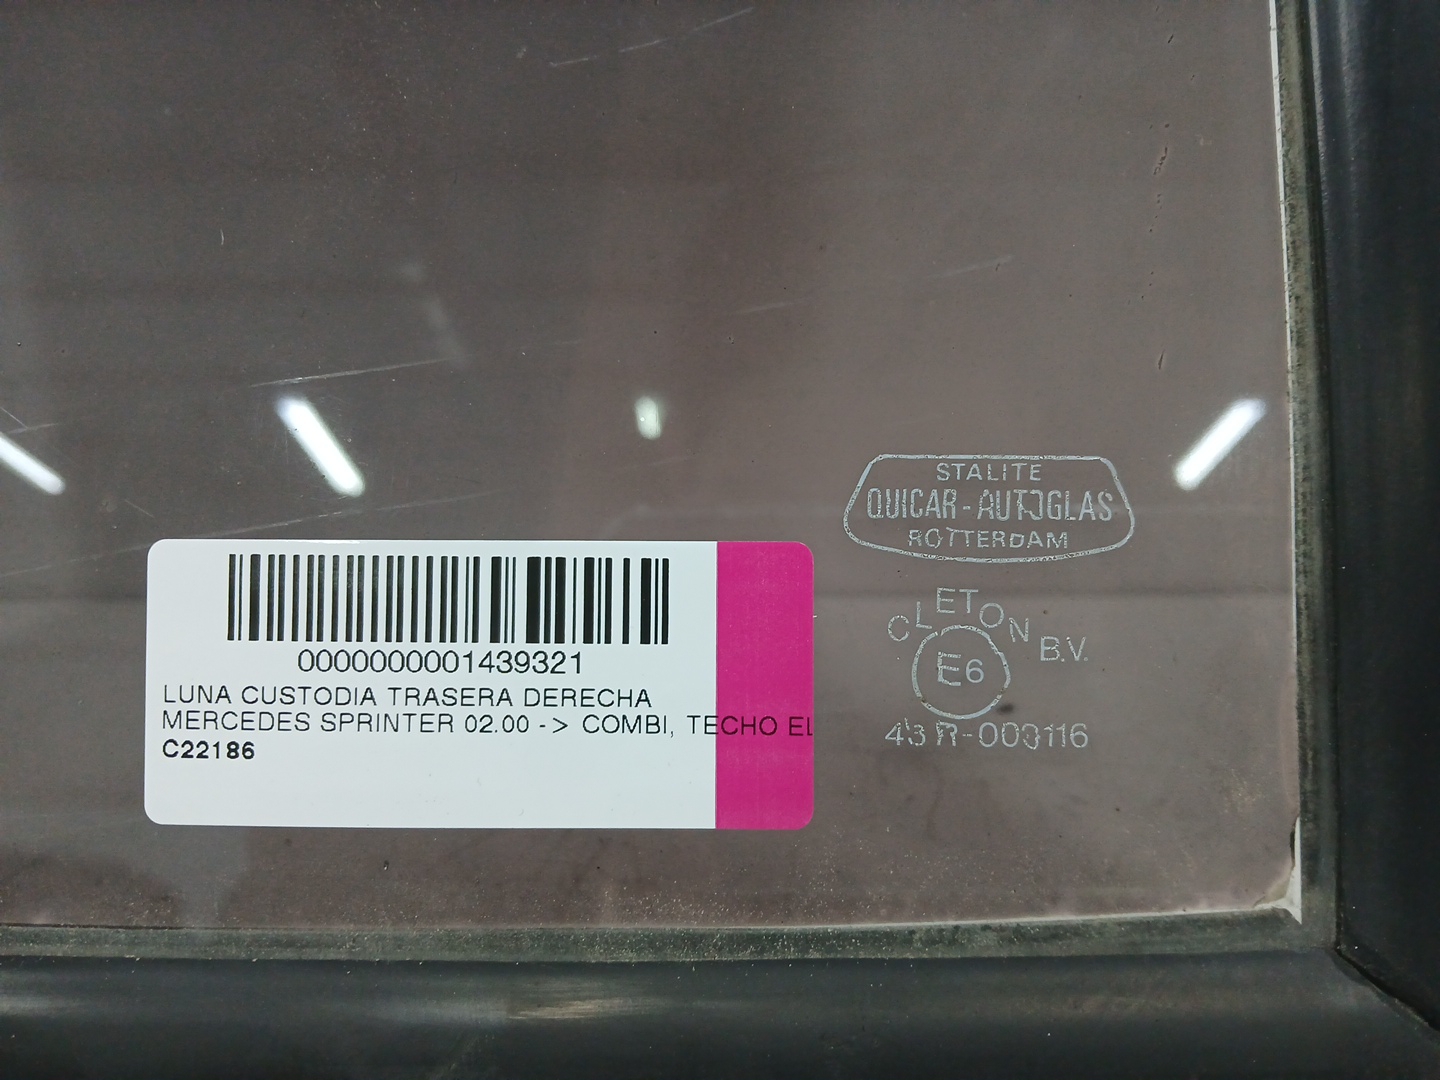 STALITE
QUICAR-AUTOGLAS
ROTTERDAM
CLETON B.V.
E6
43R-003116
0000000001439321
LUNA CUSTODIA TRASERA DERECHA
MERCEDES SPRINTER 02.00 -> COMBI, TECHO EL
C22186